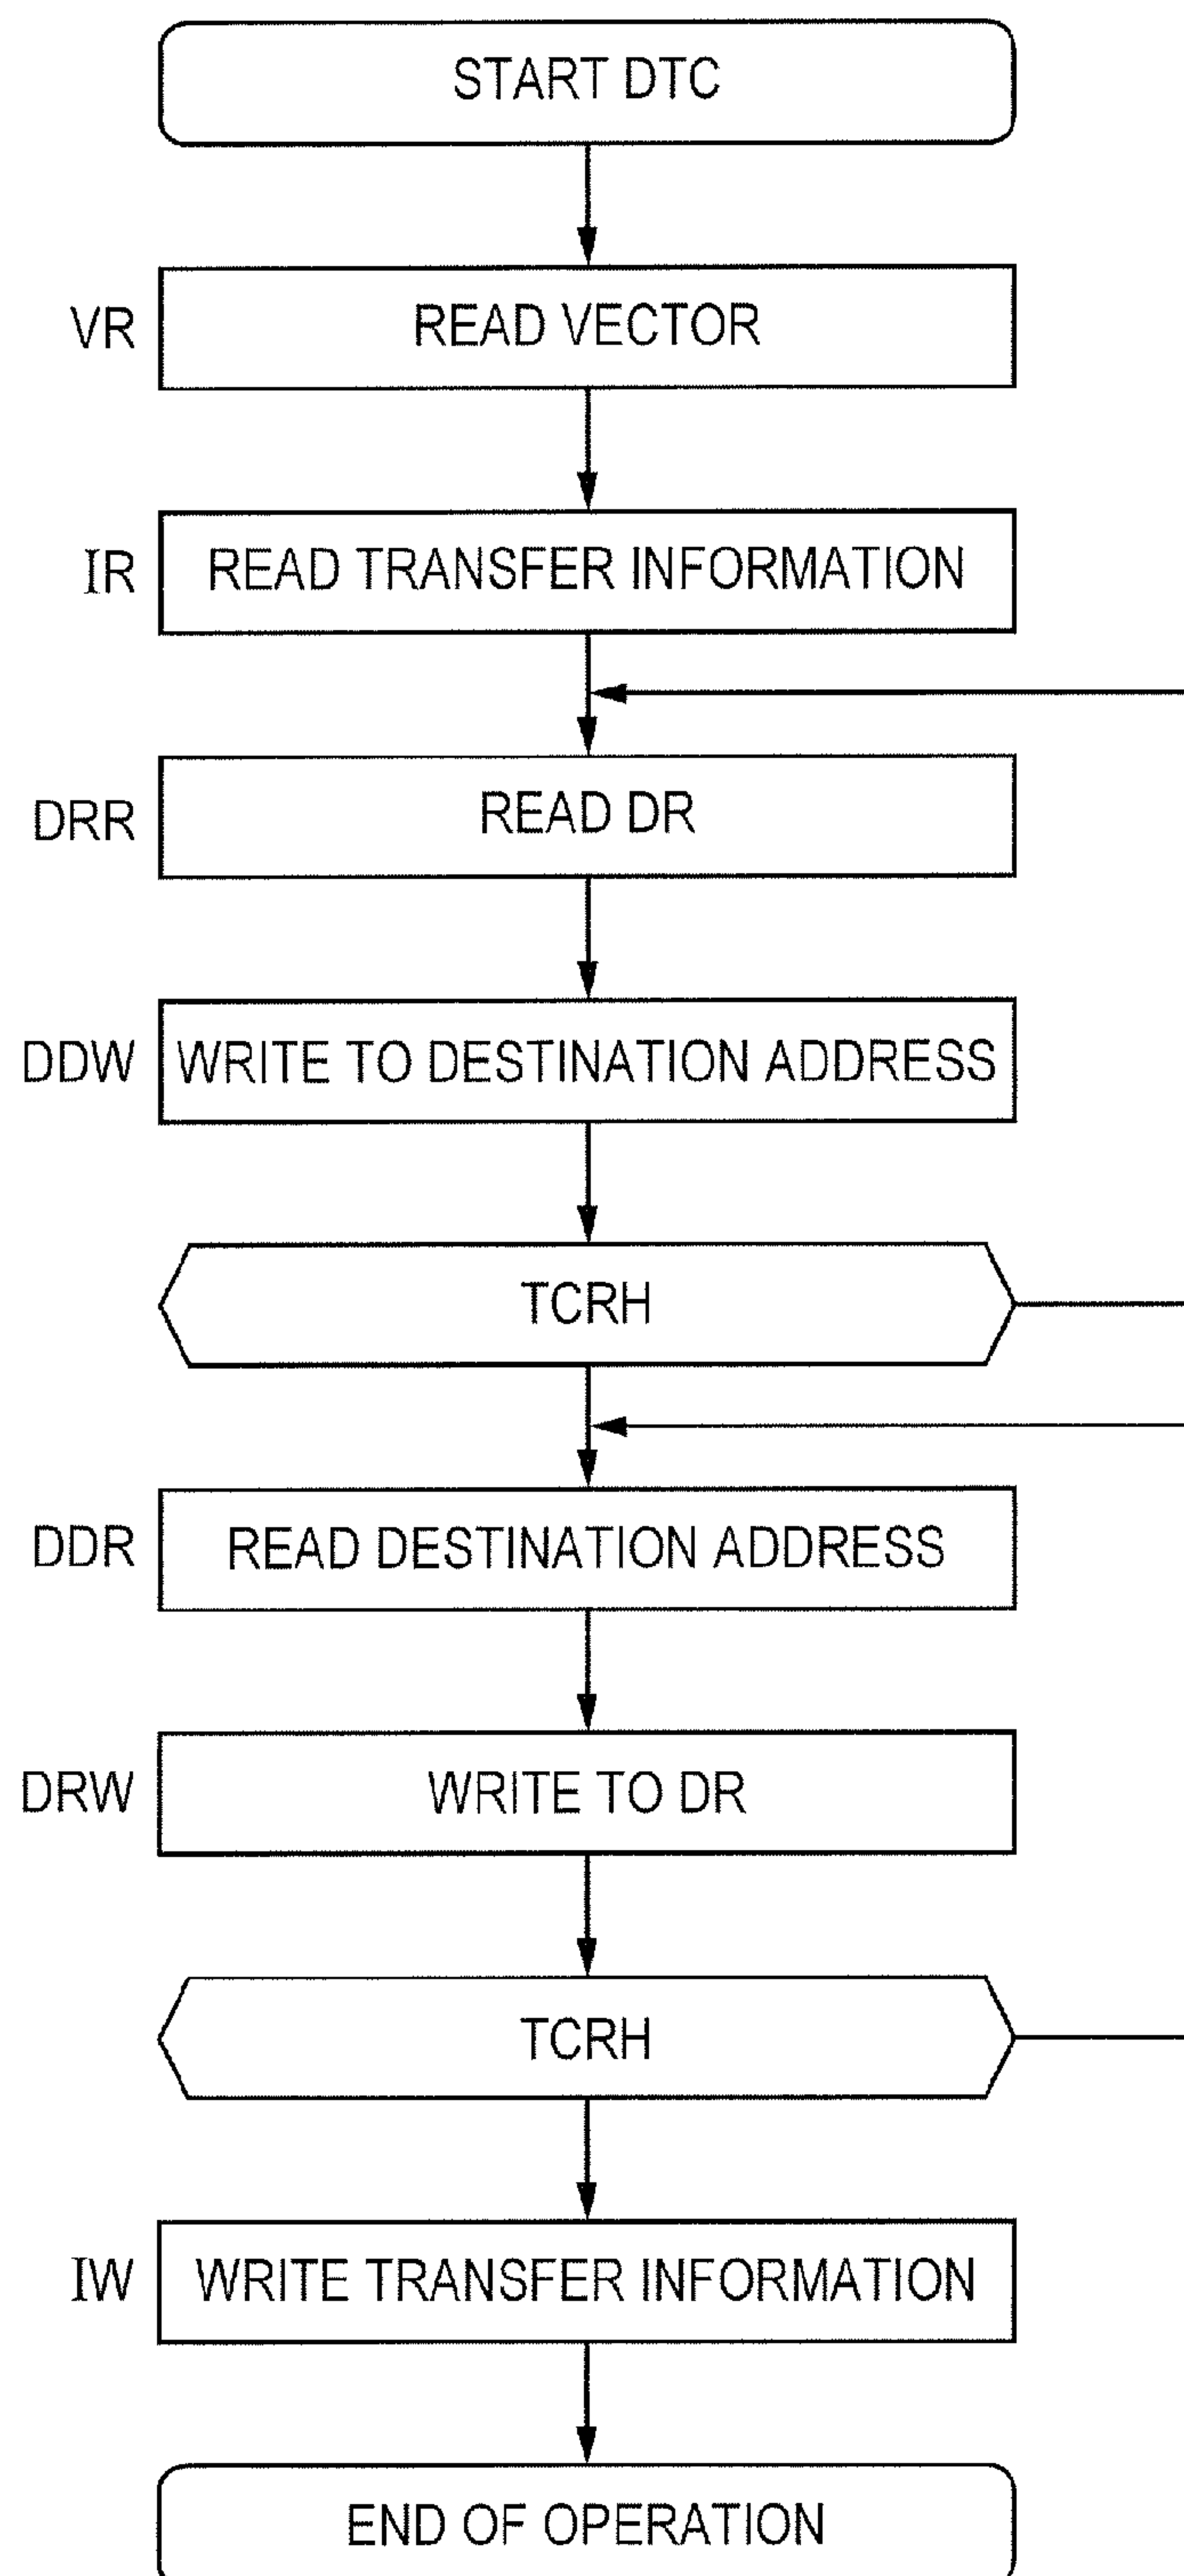 START DTC
VR READ VECTOR
IR READ TRANSFER INFORMATION
DRR READ DR
DDW WRITE TO DESTINATION ADDRESS
TCRH
DDR READ DESTINATION ADDRESS
DRW WRITE TO DR
TCRH
IW WRITE TRANSFER INFORMATION
END OF OPERATION